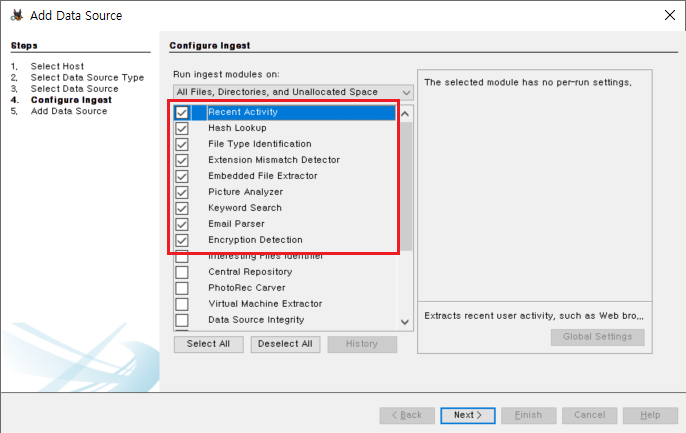 Add Data Source
Steps
1. Select Host
2. Select Data Source Type
3. Select Data Source
4. Configure Ingest
5. Add Data Source
Configure Ingest
Run ingest modules on:
All Files, Directories, and Unallocated Space
Recent Activity
Hash Lookup
File Type Identification
Extension Mismatch Detector
Embedded File Extractor
Picture Analyzer
Keyword Search
Email Parser
Encryption Detection
Interesting Files Identifier
Central Repository
PhotoRec Carver
Virtual Machine Extractor
Data Source Integrity
Select All
Deselect All
History
The selected module has no per-run settings.
Extracts recent user activity, such as Web bro...
Global Settings
< Back
Next >
Finish
Cancel
Help